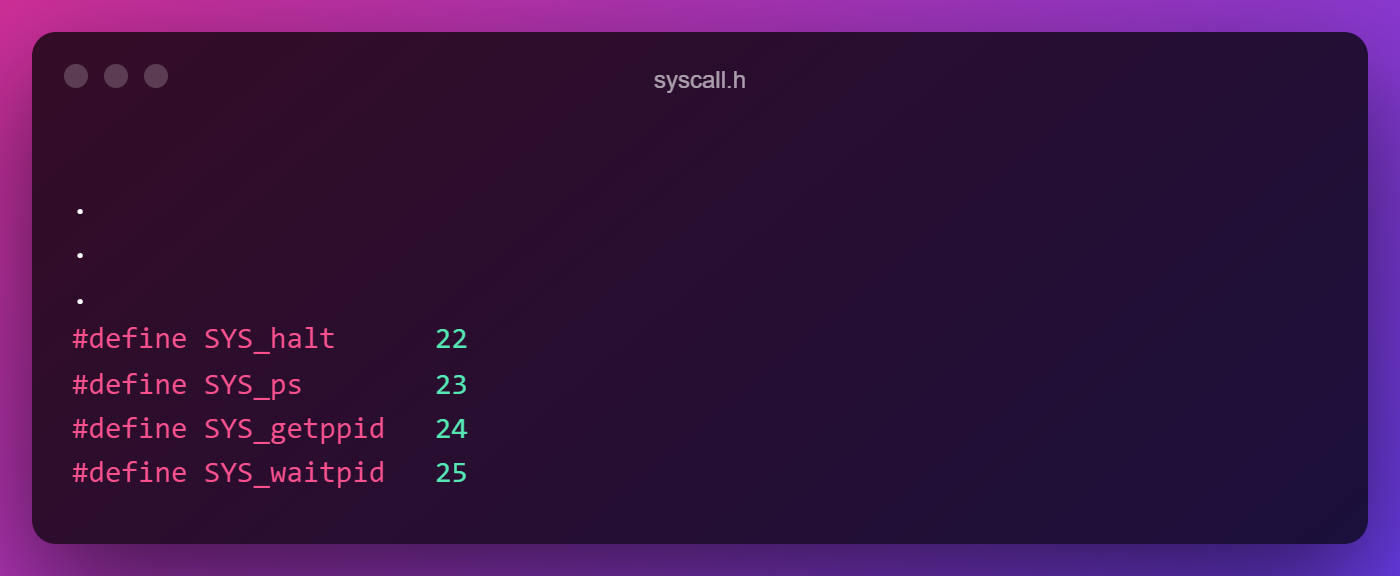 syscall.h
.
.
.
#define SYS_halt      22
#define SYS_ps        23
#define SYS_getppid   24
#define SYS_waitpid   25